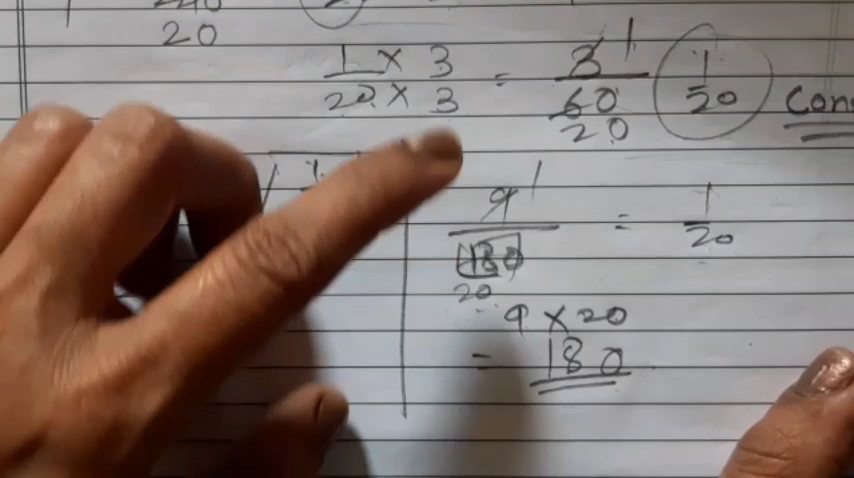 20
1 × 3 = 3 1 1
20 × 3 60 20 Con
20
1 9 1 = 1
180 20
20
9 × 20
= 180